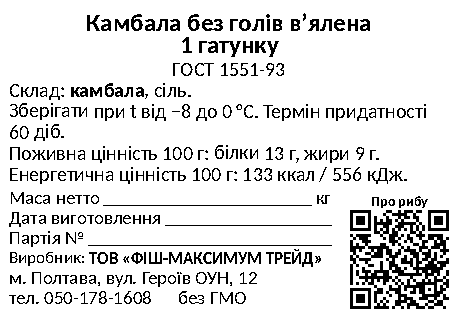 Камбала без голів в’ялена
1 гатунку
ГОСТ 1551-93
Склад: камбала, сіль.
Зберігати при t від −8 до 0 °С. Термін придатності
60 діб.
Поживна цінність 100 г: білки 13 г, жири 9 г.
Енергетична цінність 100 г: 133 ккал / 556 кДж.
Маса нетто ______________________ кг
Дата виготовлення __________________
Партія № __________________________
Про рибу
Виробник: ТОВ «ФІШ-МАКСИМУМ ТРЕЙД»
м. Полтава, вул. Героїв ОУН, 12
тел. 050-178-1608 без ГМО